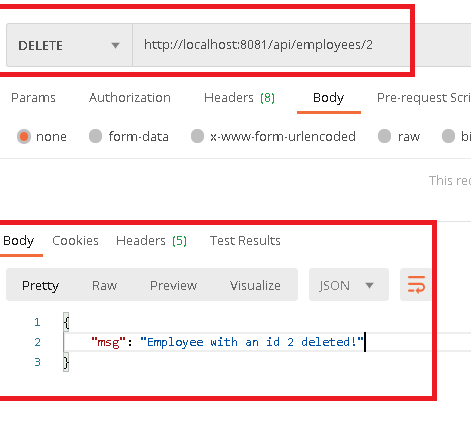 DELETE http://localhost:8081/api/employees/2
Params Authorization Headers (8) Body Pre-request Scri
none form-data x-www-form-urlencoded raw bi
This rec
Body Cookies Headers (5) Test Results
Pretty Raw Preview Visualize JSON
1 {
2 "msg": "Employee with an id 2 deleted!"
3 }